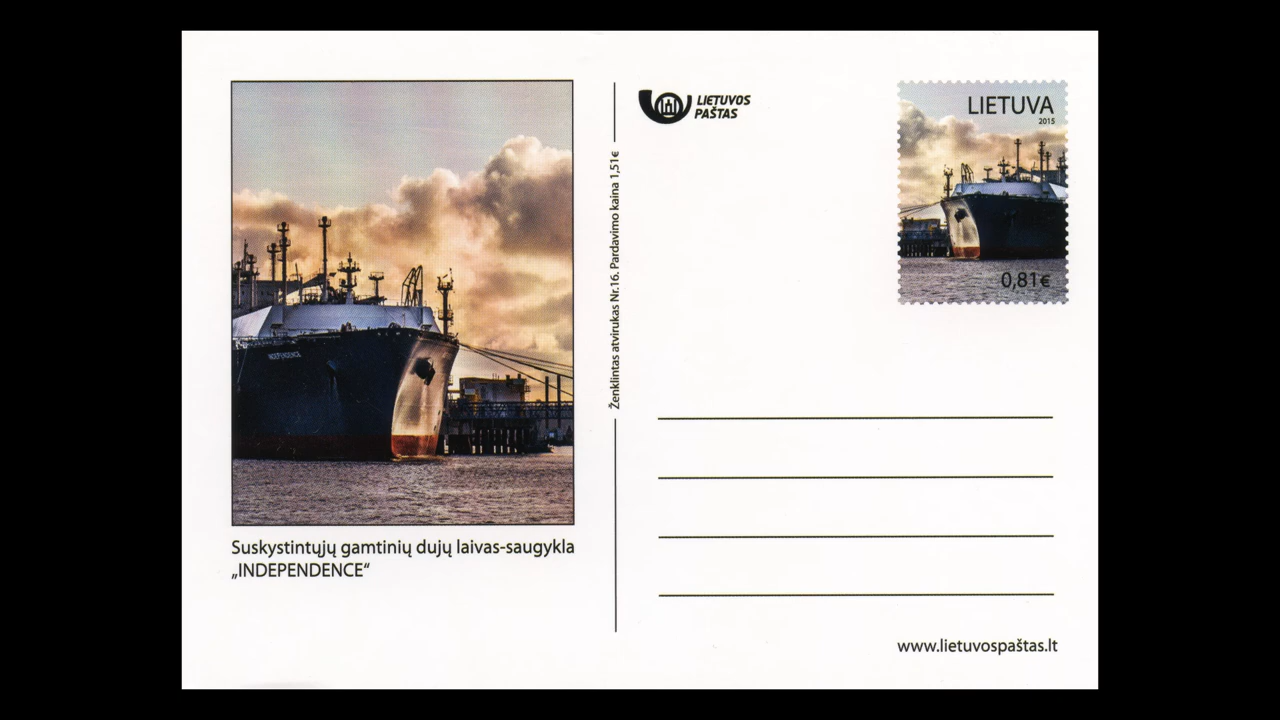 INDEPENDENCE
Suskystintųjų gamtinių dujų laivas-saugykla
„INDEPENDENCE“
Ženklintas atvirukas Nr.16. Pardavimo kaina 1,51€
LIETUVOS
PAŠTAS
LIETUVA
2015
0,81€
www.lietuvospaštas.lt